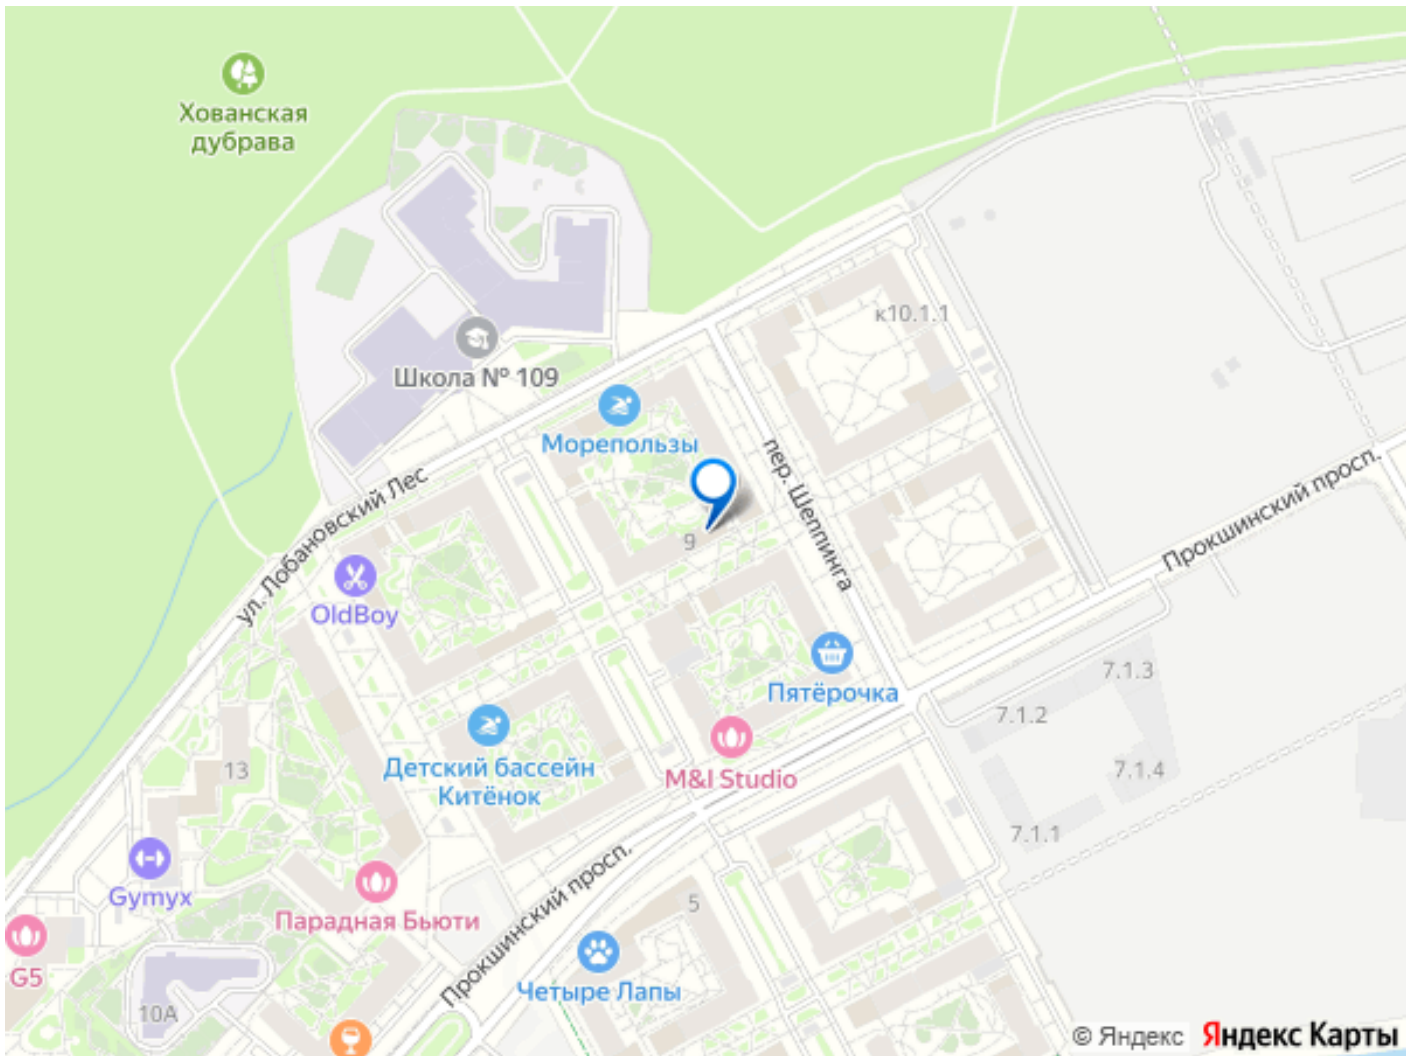 Хованская
дубрава
к10.1.1
Школа № 109
Морепользы
пер. Шеппинга
ул. Лобановский Лес
Прокшинский просп.
9
OldBoy
Пятёрочка
7.1.3
7.1.2
13
Детский бассейн
Китёнок
M&I Studio
7.1.4
7.1.1
Gymyx
Парадная Бьюти
Прокшинский просп.
5
G5
Четыре Лапы
10А
© Яндекс Яндекс Карты